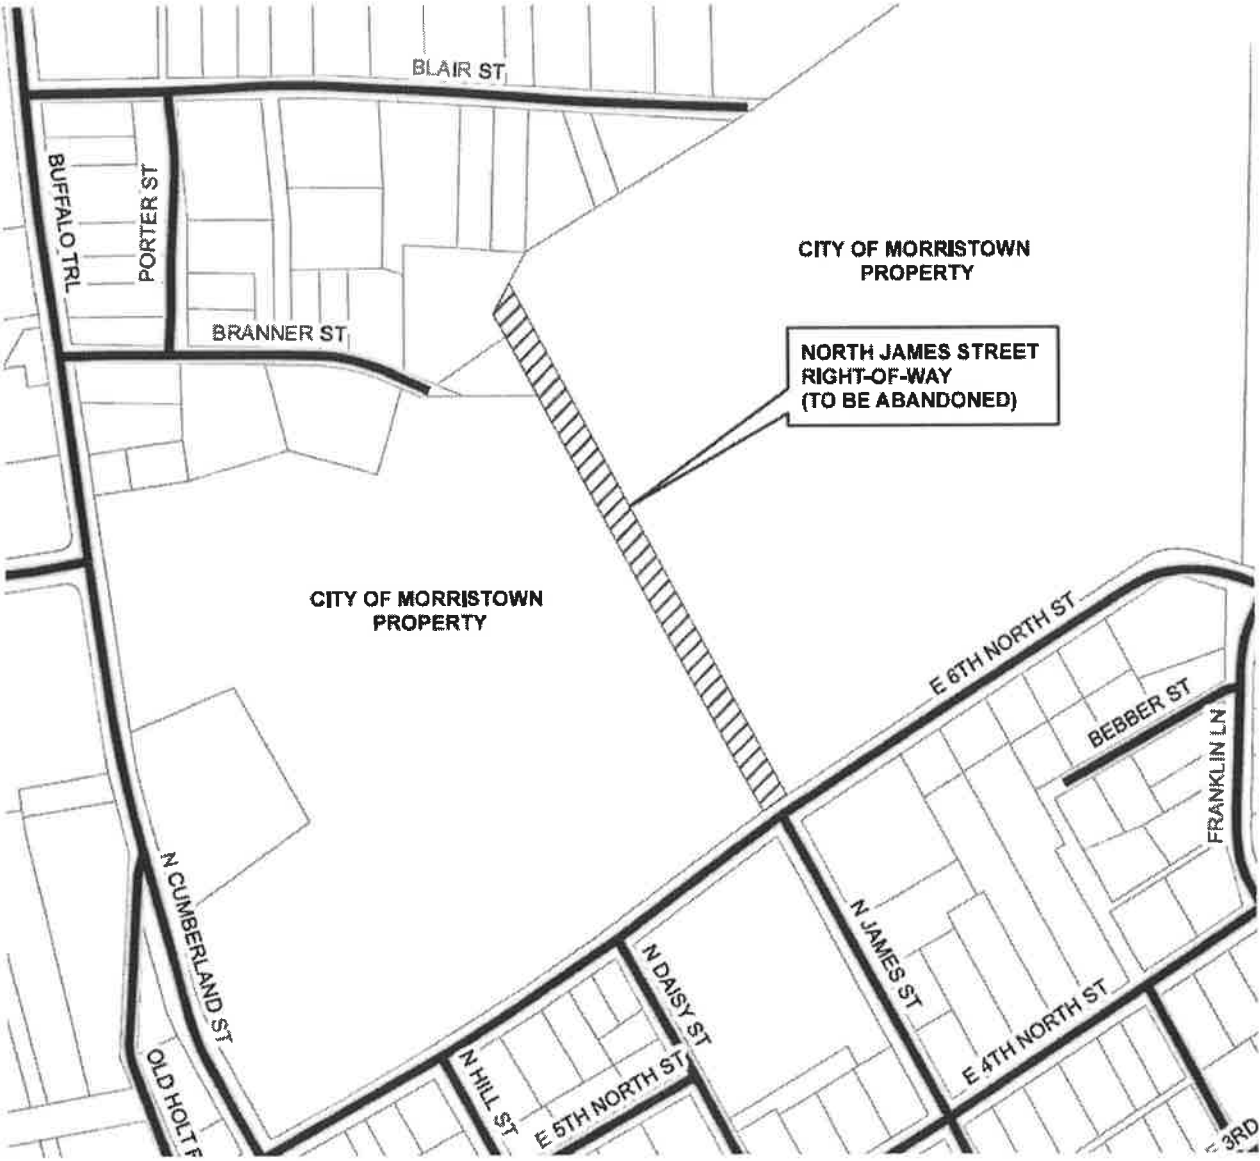 BLAIR ST
BUFFALO TRL
PORTER ST
BRANNER ST
CITY OF MORRISTOWN
PROPERTY
NORTH JAMES STREET
RIGHT-OF-WAY
(TO BE ABANDONED)
CITY OF MORRISTOWN
PROPERTY
E 6TH NORTH ST
BEBBER ST
FRANKLIN LN
N CUMBERLAND ST
N JAMES ST
N DAISY ST
E 4TH NORTH ST
OLD HOLT
N HILL ST
E 5TH NORTH ST
E 3RD